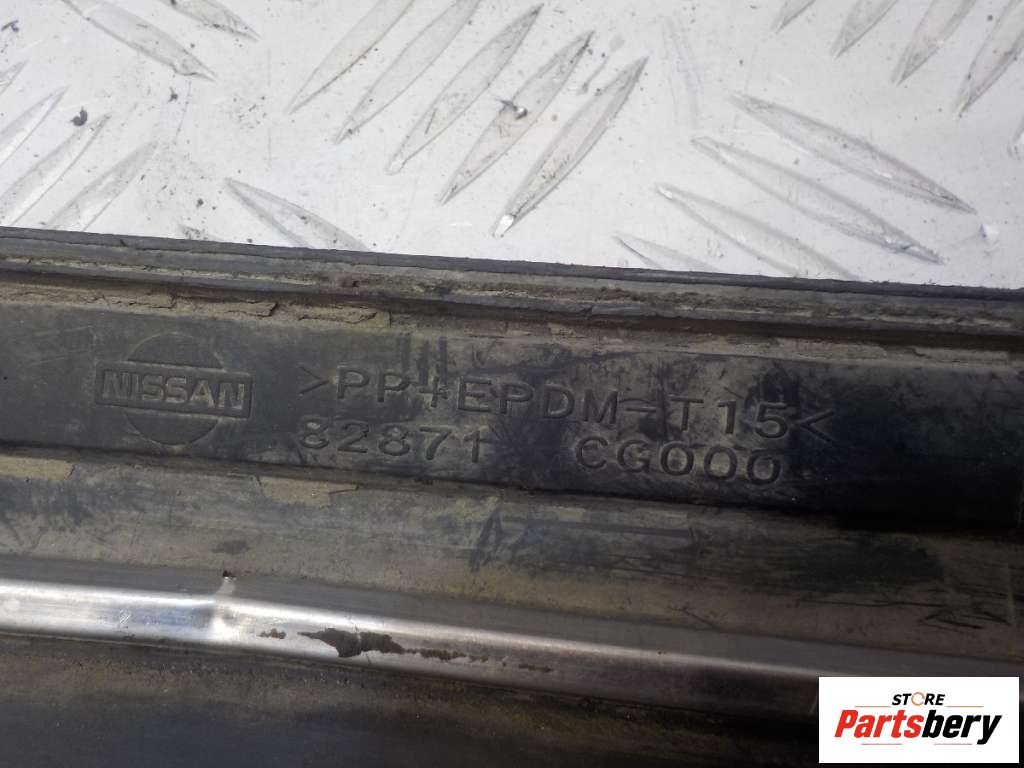 NISSAN
>PP+EPDM-T15<
82871 CG000
STORE
Partsbery